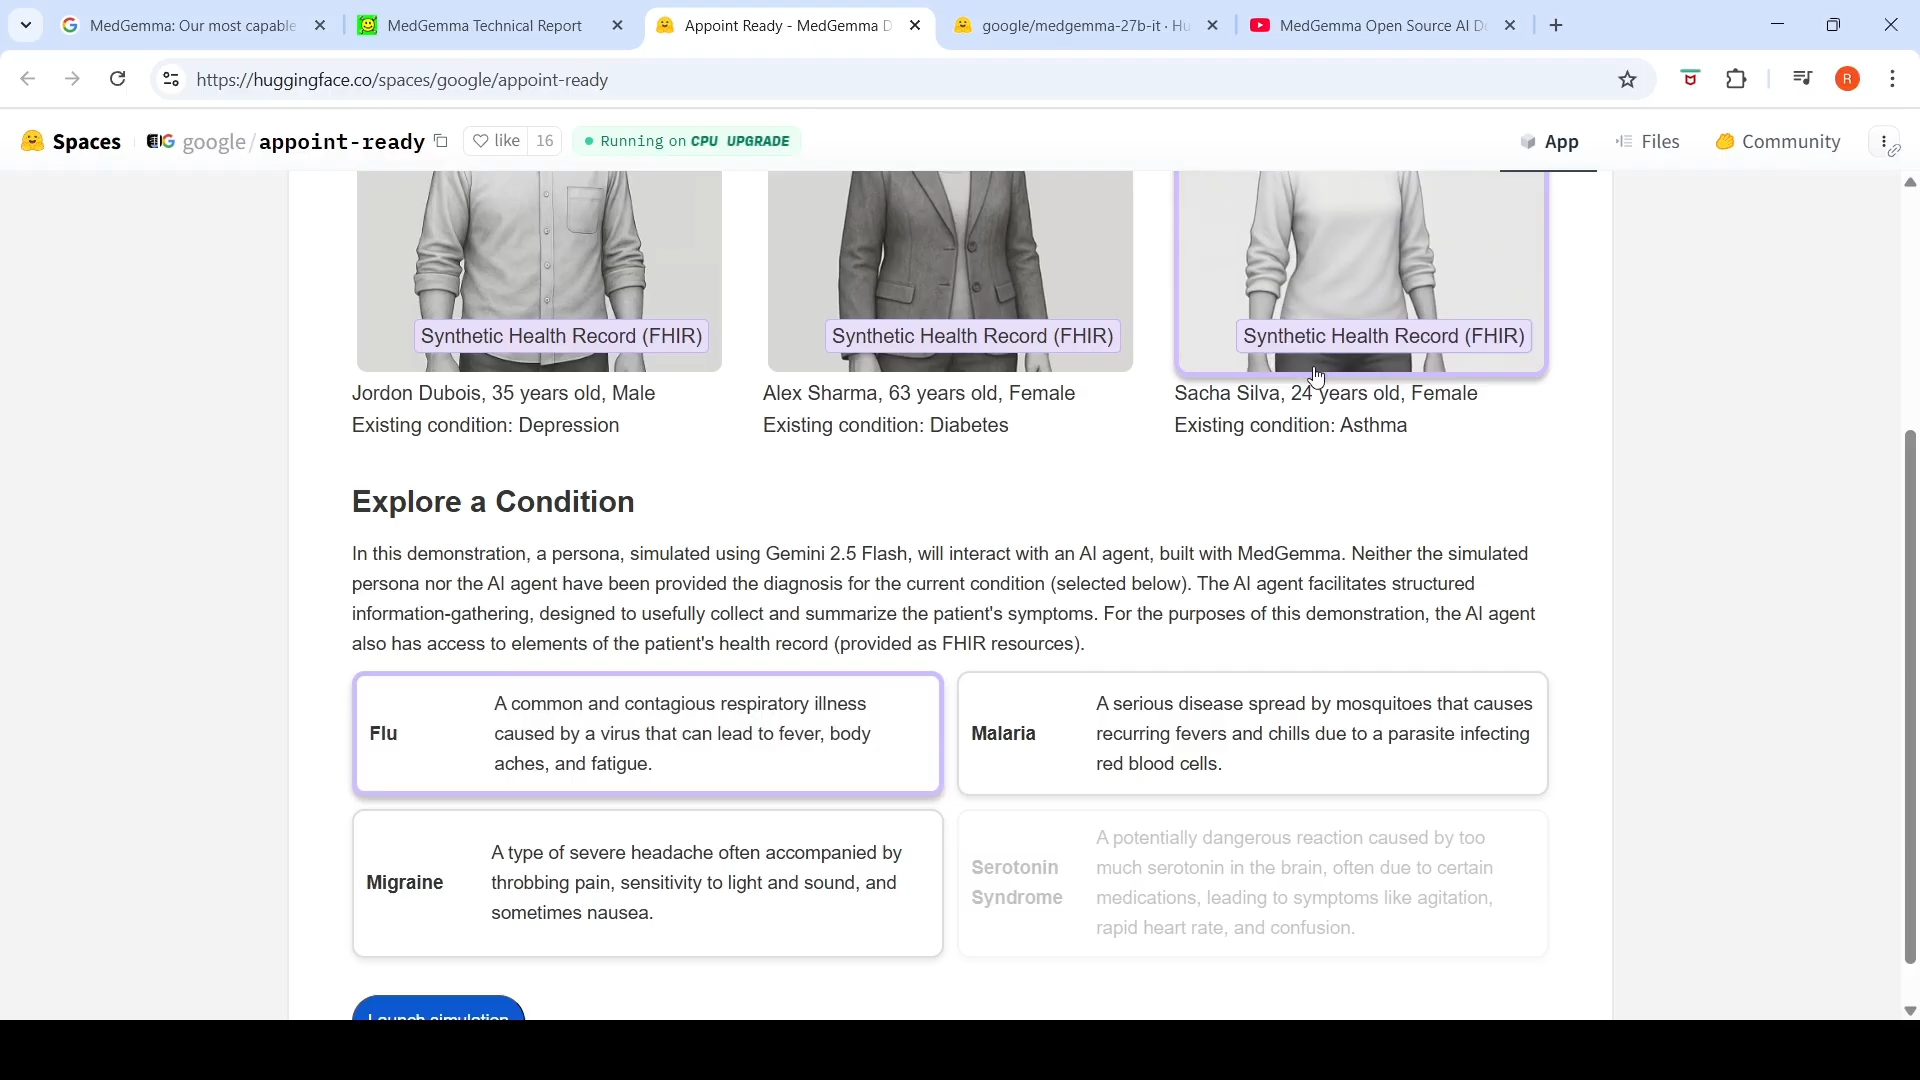 MedGemma: Our most capable
MedGemma Technical Report
Appoint Ready - MedGemma D
google/medgemma-27b-it · Hu
MedGemma Open Source AI D
https://huggingface.co/spaces/google/appoint-ready
R
Spaces
google/appoint-ready
like 16
Running on CPU UPGRADE
App
Files
Community
Synthetic Health Record (FHIR)
Synthetic Health Record (FHIR)
Synthetic Health Record (FHIR)
Jordon Dubois, 35 years old, Male
Existing condition: Depression
Alex Sharma, 63 years old, Female
Existing condition: Diabetes
Sacha Silva, 24 years old, Female
Existing condition: Asthma
Explore a Condition
In this demonstration, a persona, simulated using Gemini 2.5 Flash, will interact with an AI agent, built with MedGemma. Neither the simulated
persona nor the AI agent have been provided the diagnosis for the current condition (selected below). The AI agent facilitates structured
information-gathering, designed to usefully collect and summarize the patient's symptoms. For the purposes of this demonstration, the AI agent
also has access to elements of the patient's health record (provided as FHIR resources).
Flu
A common and contagious respiratory illness
caused by a virus that can lead to fever, body
aches, and fatigue.
Malaria
A serious disease spread by mosquitoes that causes
recurring fevers and chills due to a parasite infecting
red blood cells.
Migraine
A type of severe headache often accompanied by
throbbing pain, sensitivity to light and sound, and
sometimes nausea.
Serotonin
Syndrome
A potentially dangerous reaction caused by too
much serotonin in the brain, often due to certain
medications, leading to symptoms like agitation,
rapid heart rate, and confusion.
Launch simulation